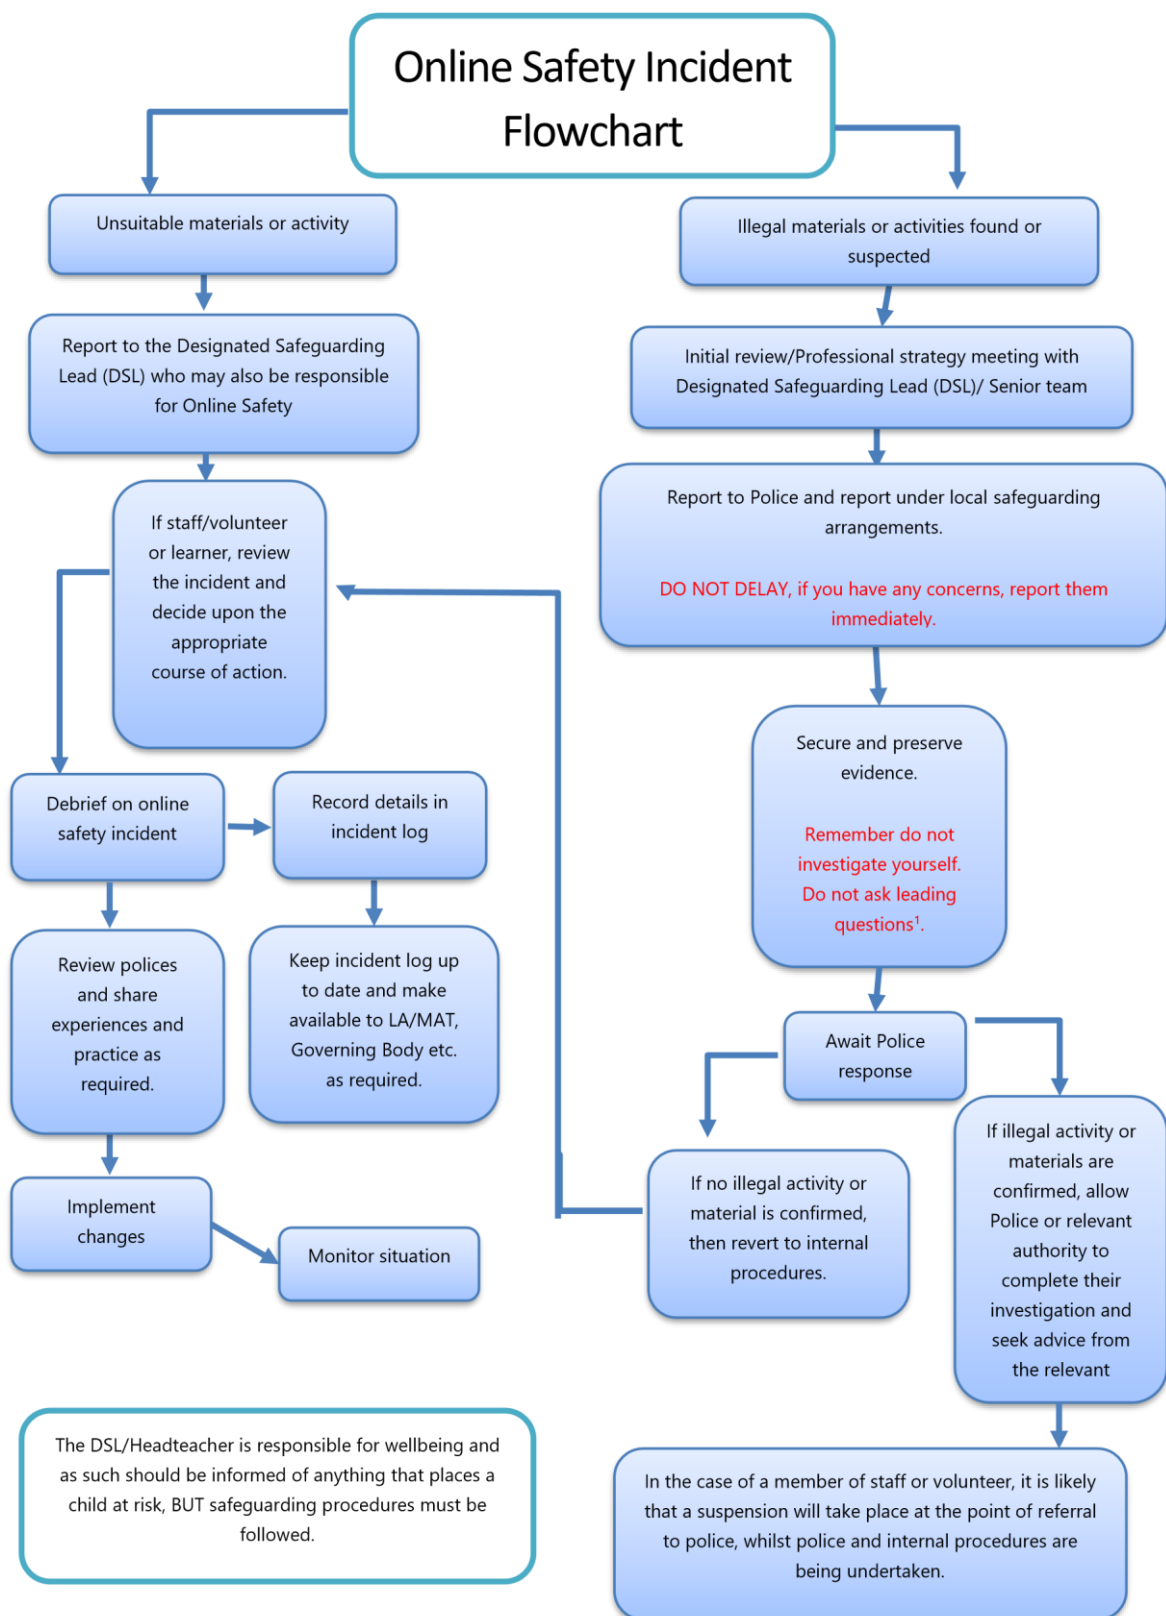 Online Safety Incident
Flowchart
Unsuitable materials or activity
Report to the Designated Safeguarding
Lead (DSL) who may also be responsible
for Online Safety
If staff/volunteer
or learner, review
the incident and
decide upon the
appropriate
course of action.
Debrief on online
safety incident
Record details in
incident log
Review polices
and share
experiences and
practice as
required.
Keep incident log up
to date and make
available to LA/MAT,
Governing Body etc.
as required.
Implement
changes
Monitor situation
Illegal materials or activities found or
suspected
Initial review/Professional strategy meeting with
Designated Safeguarding Lead (DSL)/ Senior team
Report to Police and report under local safeguarding
arrangements.
DO NOT DELAY, if you have any concerns, report them
immediately.
Secure and preserve
evidence.
Remember do not
investigate yourself.
Do not ask leading
questions¹.
Await Police
response
If no illegal activity or
material is confirmed,
then revert to internal
procedures.
If illegal activity or
materials are
confirmed, allow
Police or relevant
authority to
complete their
investigation and
seek advice from
the relevant
In the case of a member of staff or volunteer, it is likely
that a suspension will take place at the point of referral
to police, whilst police and internal procedures are
being undertaken.
The DSL/Headteacher is responsible for wellbeing and
as such should be informed of anything that places a
child at risk, BUT safeguarding procedures must be
followed.